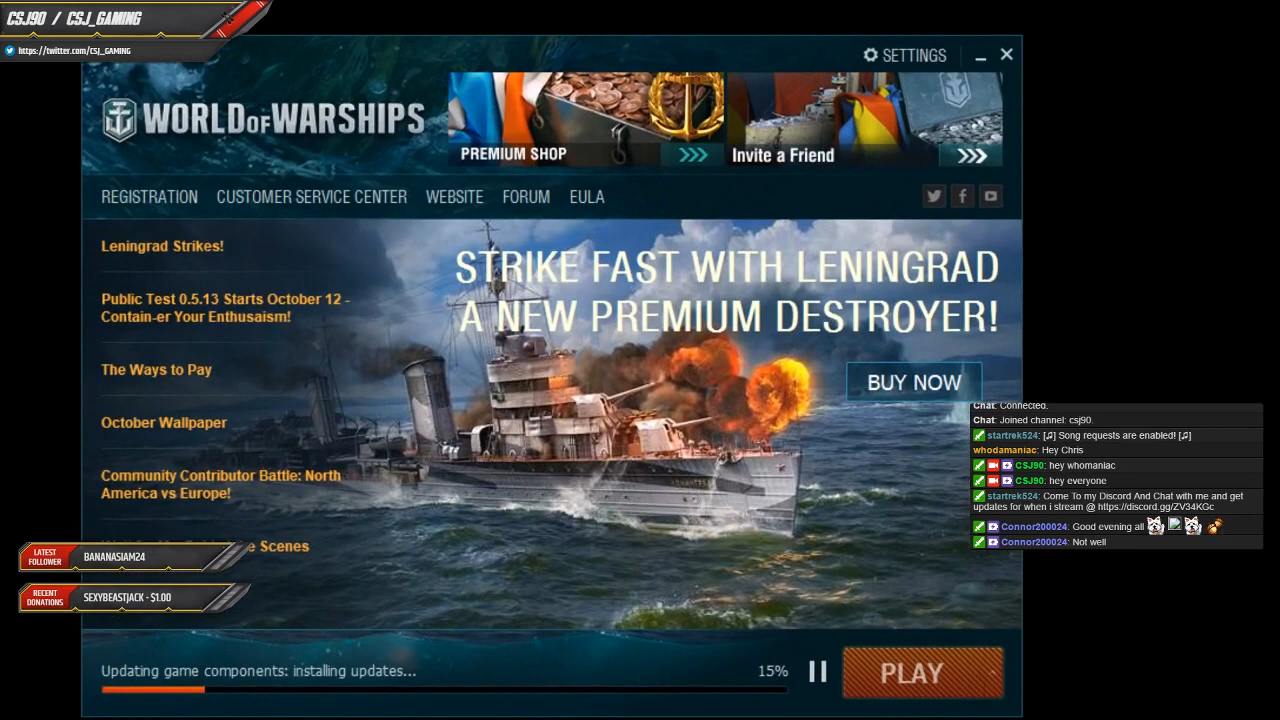 CSJ90 / CSJ_GAMING
https://twitter.com/CSJ_GAMING
SETTINGS
WORLD OF WARSHIPS
PREMIUM SHOP
Invite a Friend
REGISTRATION CUSTOMER SERVICE CENTER WEBSITE FORUM EULA
Leningrad Strikes!
Public Test 0.5.13 Starts October 12 -
Contain-er Your Enthusaism!
The Ways to Pay
October Wallpaper
Community Contributor Battle: North
America vs Europe!
Scenes
STRIKE FAST WITH LENINGRAD
A NEW PREMIUM DESTROYER!
BUY NOW
Chat: Connected.
Chat: Joined channel: csj90.
startrek524: [♫] Song requests are enabled! [♫]
whodamaniac: Hey Chris
CSJ90: hey whomaniac
CSJ90: hey everyone
startrek524: Come To my Discord And Chat with me and get
updates for when i stream @ https://discord.gg/ZV34KGc
Connor200024: Good evening all
Connor200024: Not well
LATEST
FOLLOWER
BANANASIAM24
RECENT
DONATIONS
SEXYBEASTJACK - $1.00
Updating game components: installing updates...
15%
PLAY